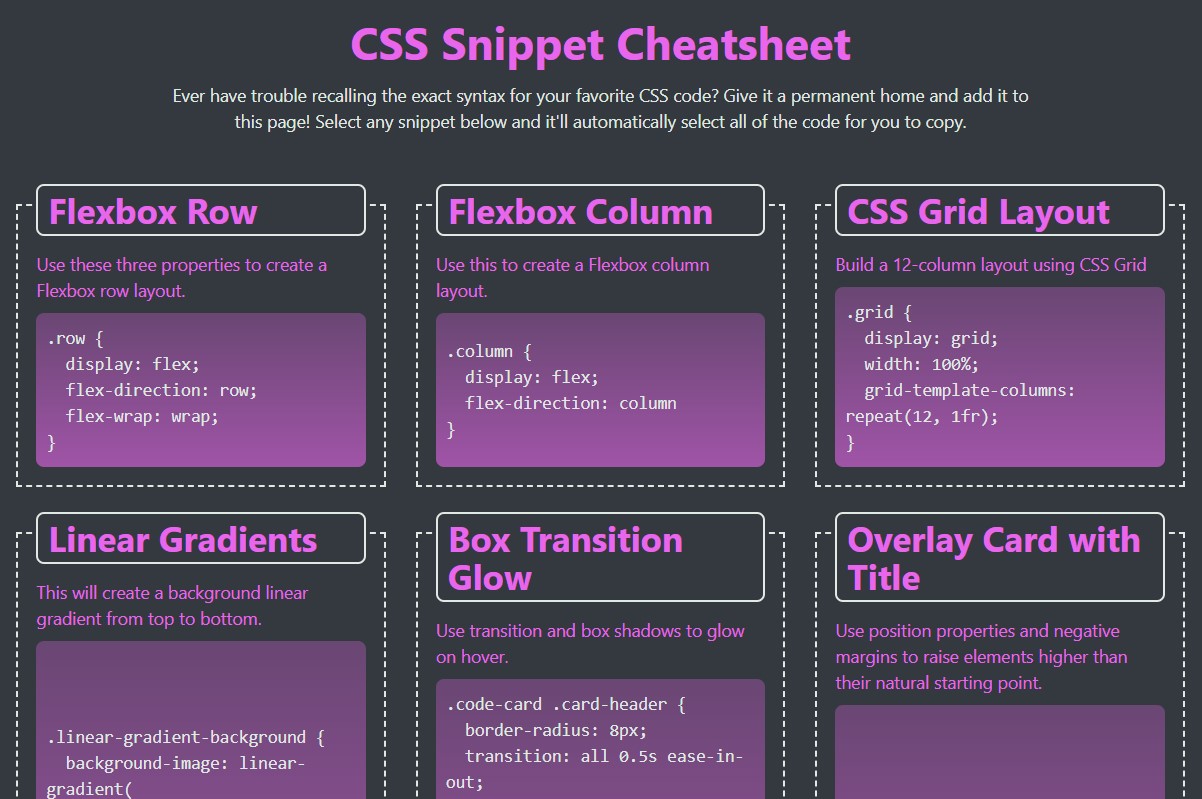 CSS Snippet Cheatsheet
Ever have trouble recalling the exact syntax for your favorite CSS code? Give it a permanent home and add it to
this page! Select any snippet below and it'll automatically select all of the code for you to copy.
Flexbox Row
Use these three properties to create a
Flexbox row layout.
.row {
  display: flex;
  flex-direction: row;
  flex-wrap: wrap;
}
Flexbox Column
Use this to create a Flexbox column
layout.
.column {
  display: flex;
  flex-direction: column
}
CSS Grid Layout
Build a 12-column layout using CSS Grid
.grid {
  display: grid;
  width: 100%;
  grid-template-columns:
repeat(12, 1fr);
}
Linear Gradients
This will create a background linear
gradient from top to bottom.
.linear-gradient-background {
  background-image: linear-
gradient(
Box Transition
Glow
Use transition and box shadows to glow
on hover.
.code-card .card-header {
  border-radius: 8px;
  transition: all 0.5s ease-in-
out;
Overlay Card with
Title
Use position properties and negative
margins to raise elements higher than
their natural starting point.